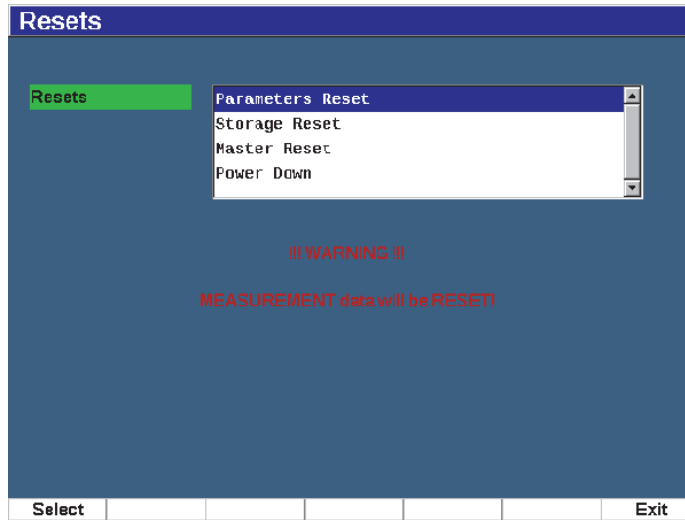 Resets
Resets
Parameters Reset
Storage Reset
Master Reset
Power Down
!!! WARNING !!!
MEASUREMENT data will be RESET!
Select
Exit